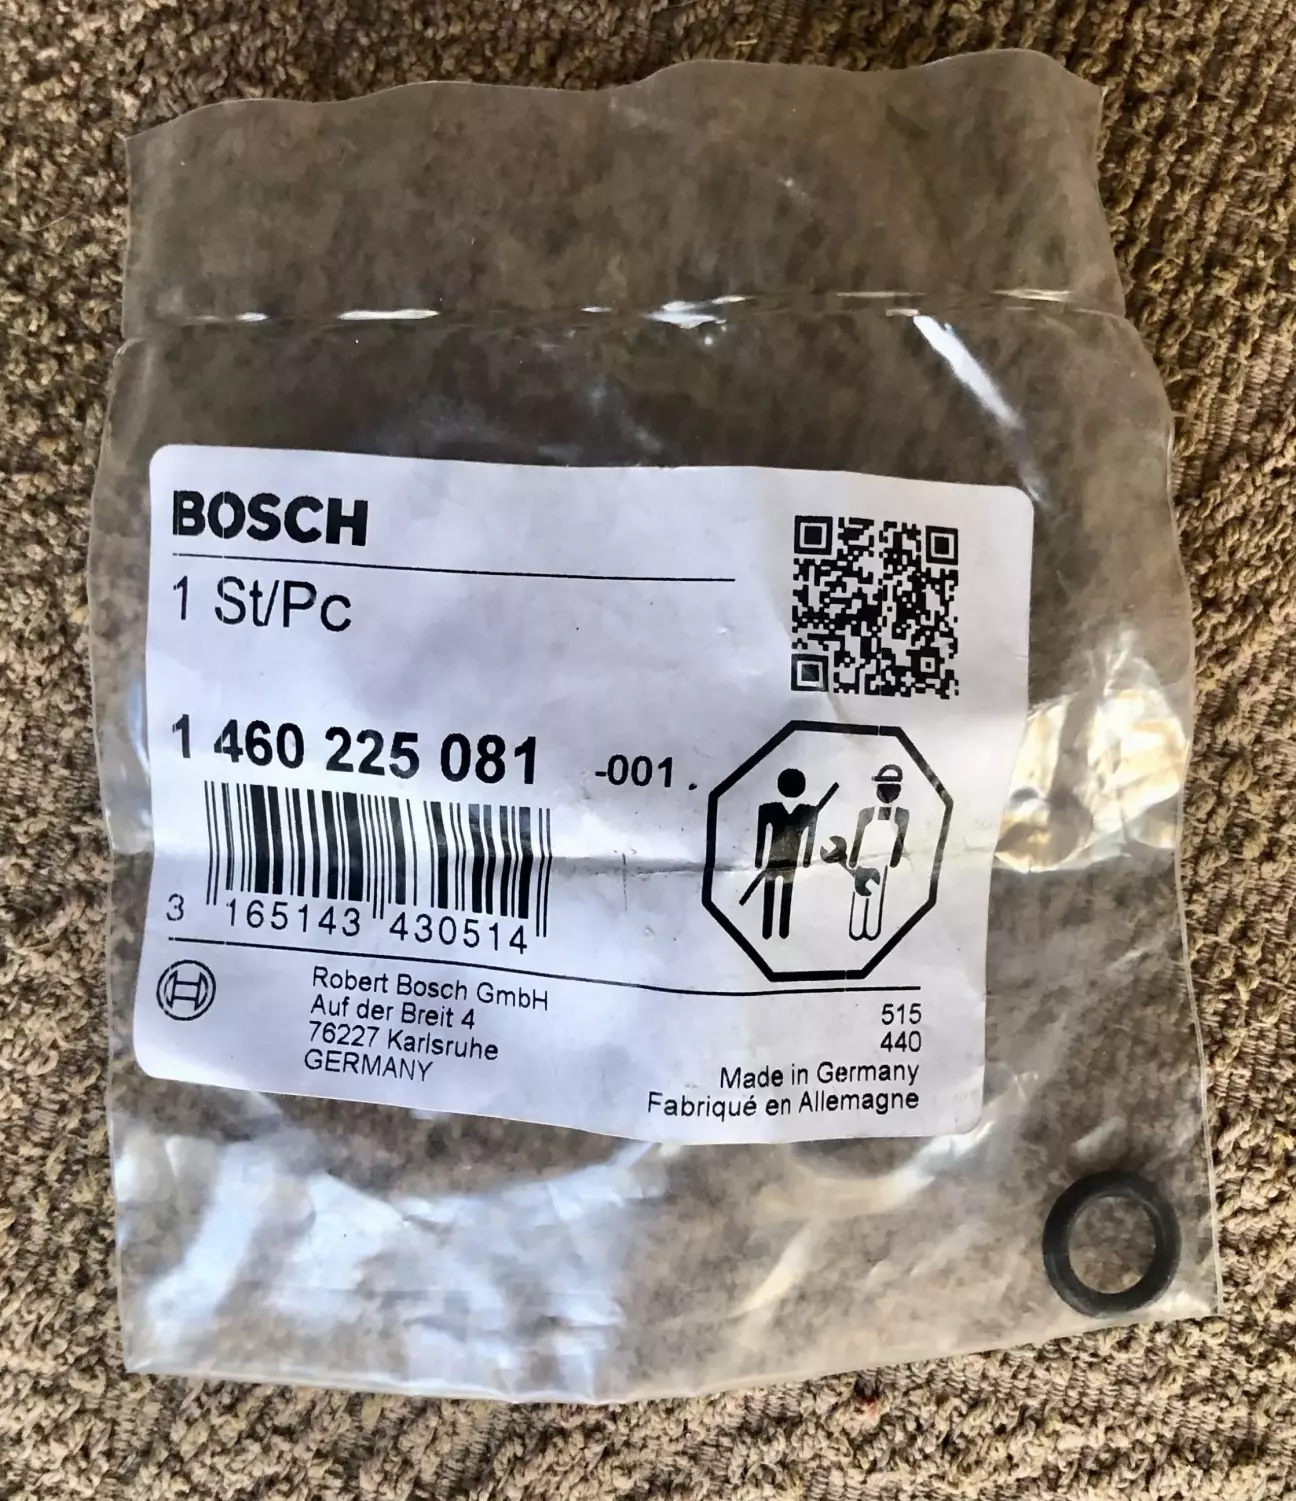 BOSCH
1 St/Pc
1 460 225 081 -001.
3 165143 430514
Robert Bosch GmbH
Auf der Breit 4
76227 Karlsruhe
GERMANY
515
440
Made in Germany
Fabriqué en Allemagne